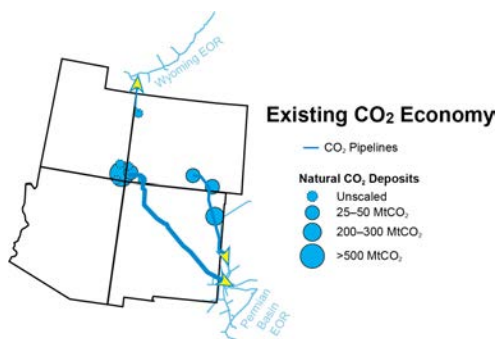 Wyoming EOR
Existing CO₂ Economy
CO₂ Pipelines
Natural CO₂ Deposits
Unscaled
25–50 MtCO₂
200–300 MtCO₂
>500 MtCO₂
Permian
Basin
EOR